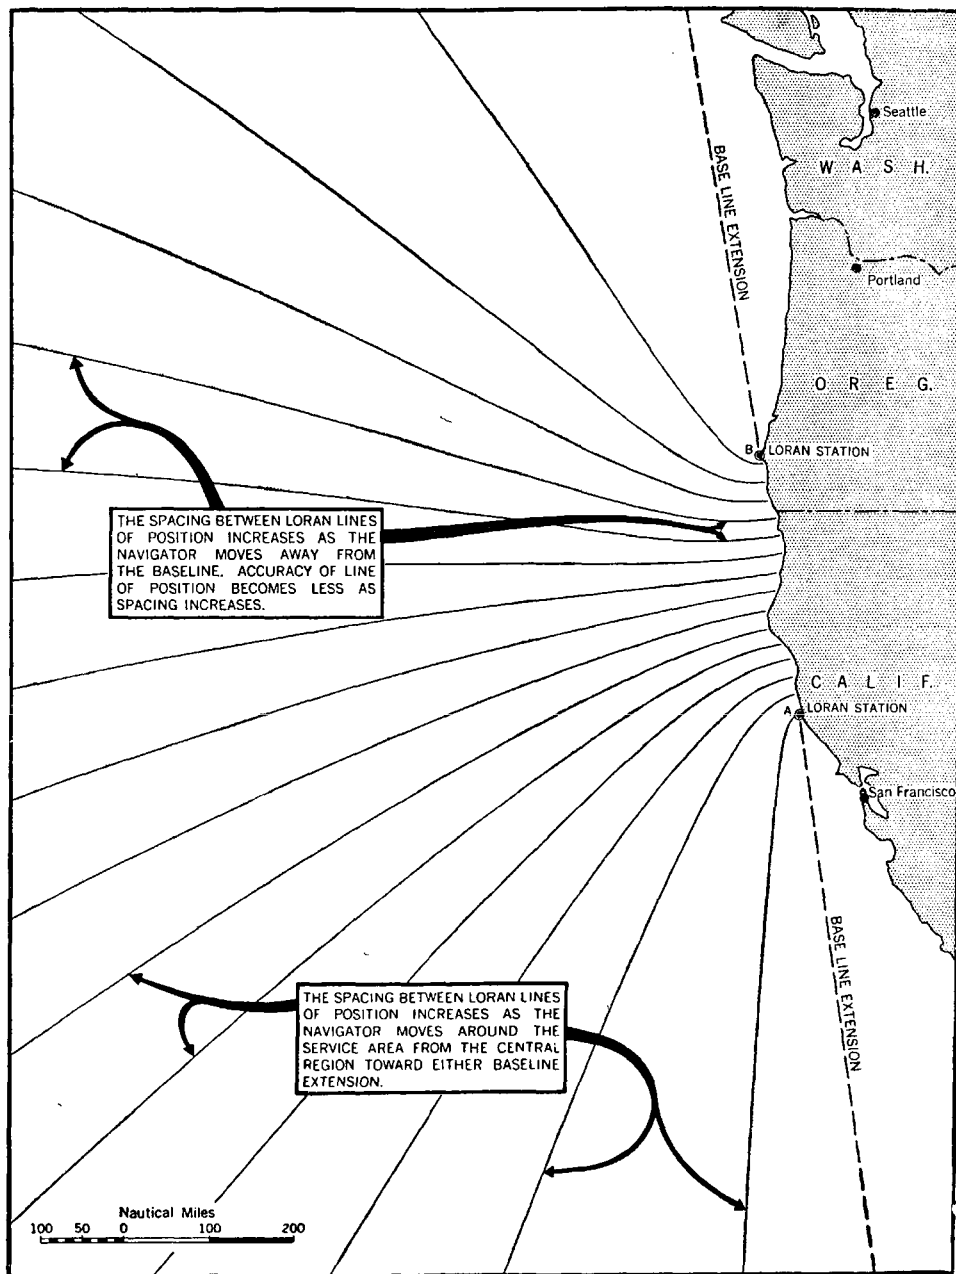 Seattle
W A S H.
BASE LINE EXTENSION
Portland
O R E G.
B
LORAN STATION
THE SPACING BETWEEN LORAN LINES
OF POSITION INCREASES AS THE
NAVIGATOR MOVES AWAY FROM
THE BASELINE. ACCURACY OF LINE
OF POSITION BECOMES LESS AS
SPACING INCREASES.
C A L I F.
A
LORAN STATION
San Francisco
BASE LINE EXTENSION
THE SPACING BETWEEN LORAN LINES
OF POSITION INCREASES AS THE
NAVIGATOR MOVES AROUND THE
SERVICE AREA FROM THE CENTRAL
REGION TOWARD EITHER BASELINE
EXTENSION.
Nautical Miles
100 50 0 100 200